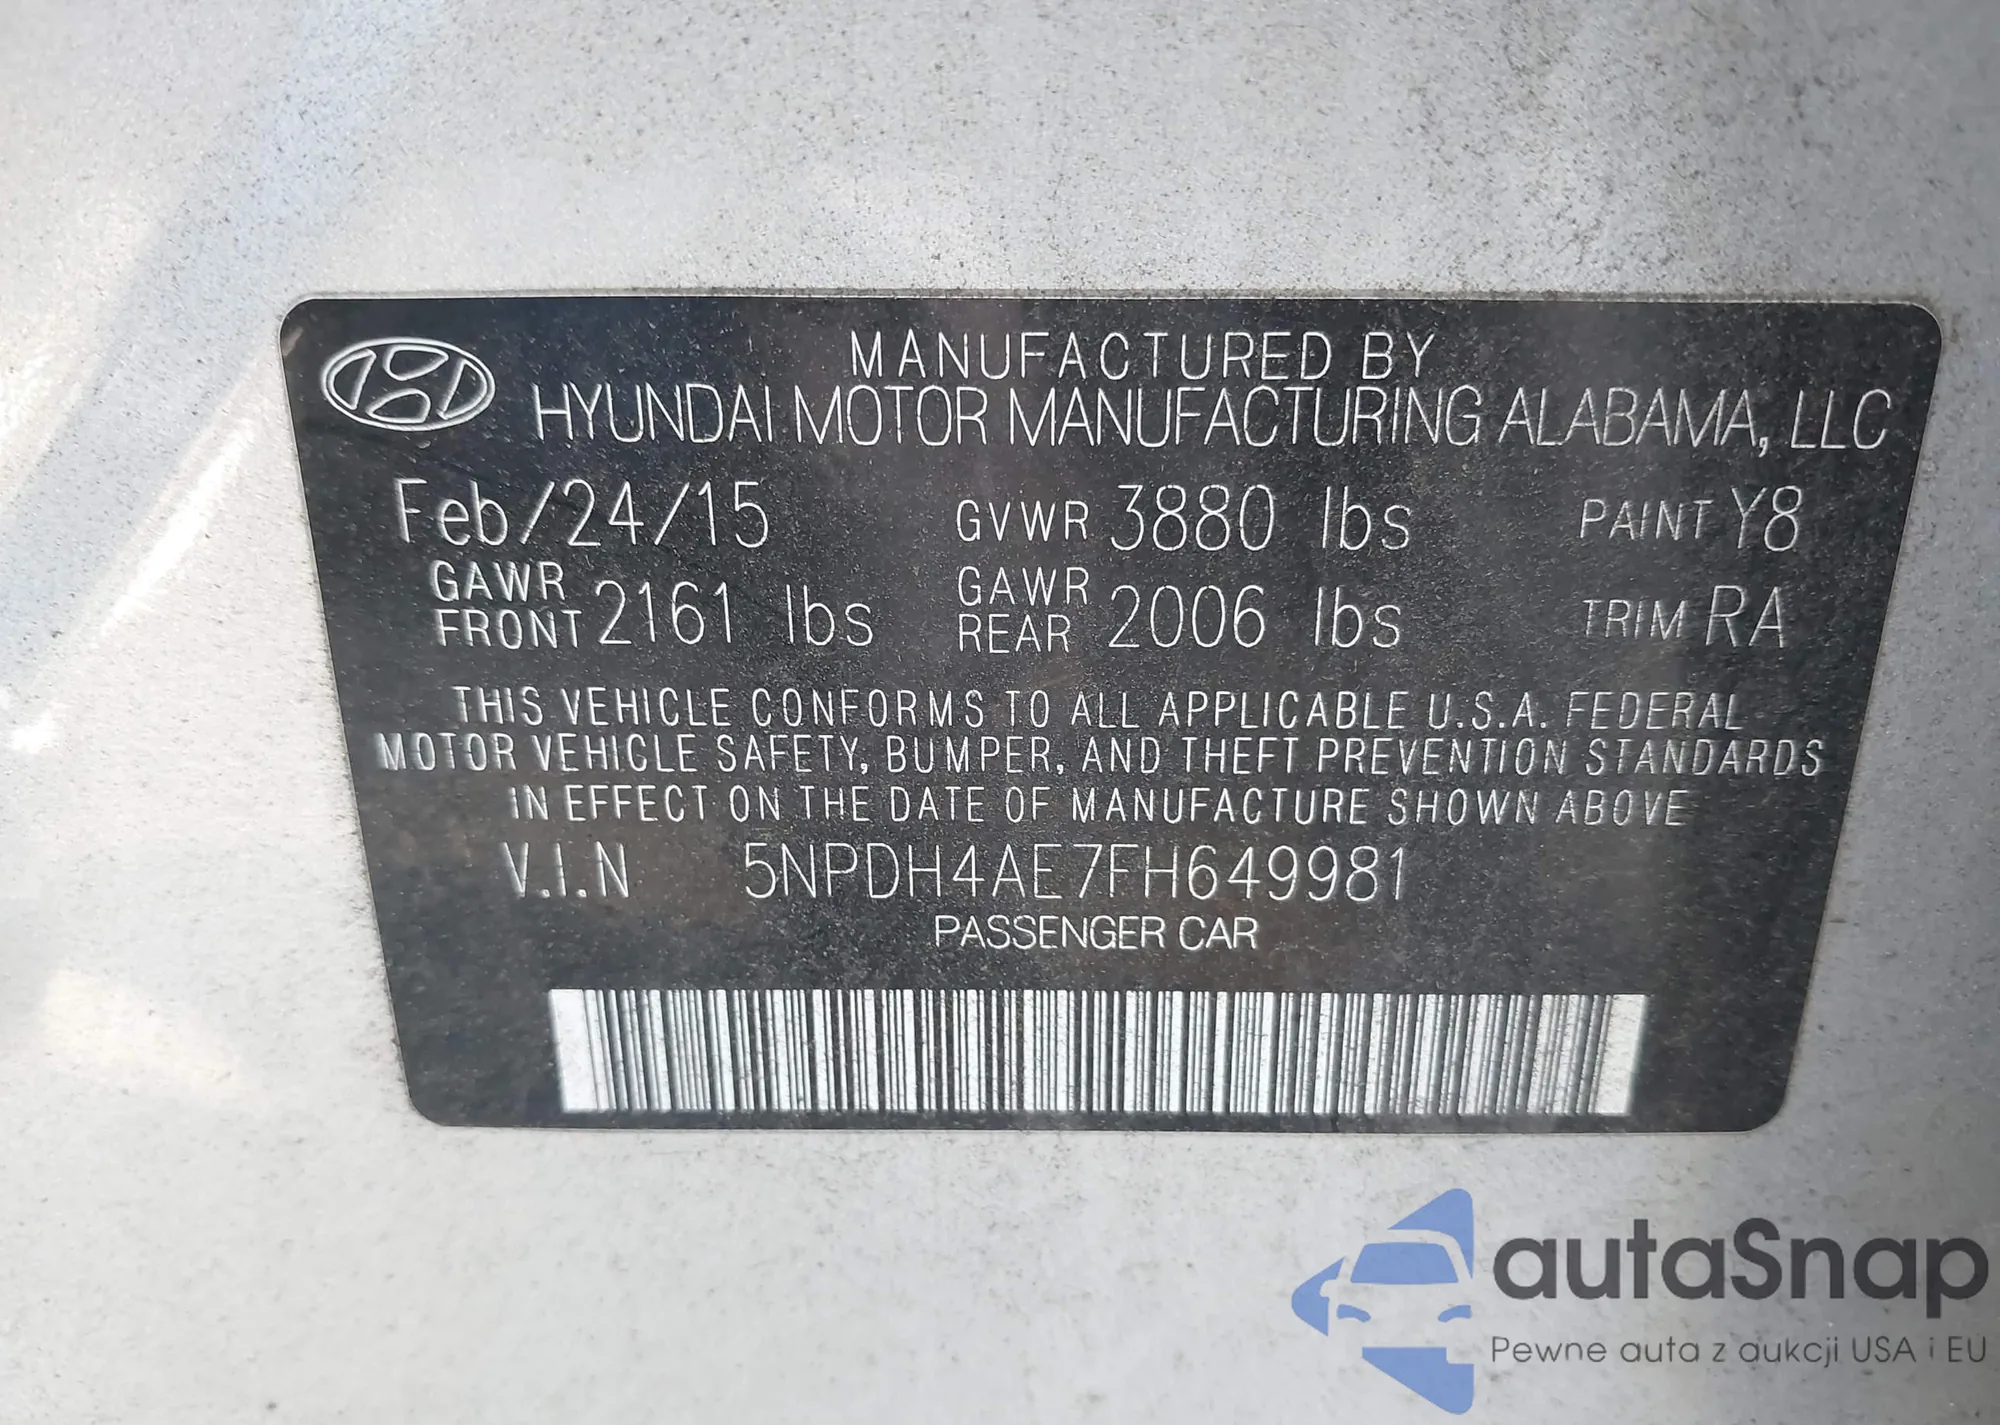 MANUFACTURED BY
HYUNDAI MOTOR MANUFACTURING ALABAMA, LLC
Feb/24/15 GVWR 3880 lbs PAINT Y8
GAWR FRONT 2161 lbs GAWR REAR 2006 lbs TRIM RA
THIS VEHICLE CONFORMS TO ALL APPLICABLE U.S.A. FEDERAL
MOTOR VEHICLE SAFETY, BUMPER, AND THEFT PREVENTION STANDARDS
IN EFFECT ON THE DATE OF MANUFACTURE SHOWN ABOVE
V.I.N 5NPDH4AE7FH649981
PASSENGER CAR
autaSnap
Pewne auta z aukcji USA i EU